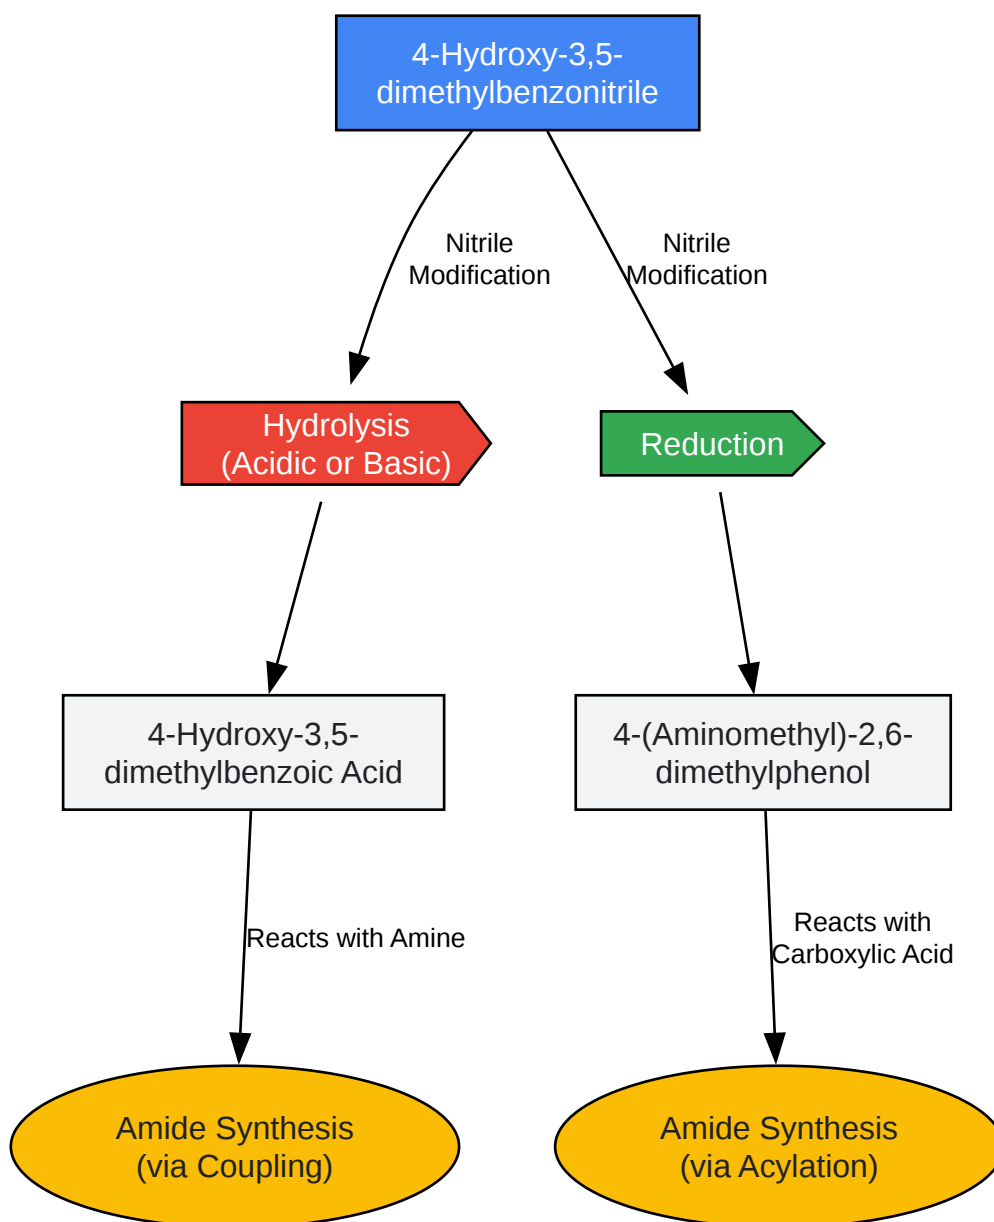 4-Hydroxy-3,5-
dimethylbenzonitrile
Nitrile
Modification
Nitrile
Modification
Hydrolysis
(Acidic or Basic)
Reduction
4-Hydroxy-3,5-
dimethylbenzoic Acid
4-(Aminomethyl)-2,6-
dimethylphenol
Reacts with Amine
Reacts with
Carboxylic Acid
Amide Synthesis
(via Coupling)
Amide Synthesis
(via Acylation)